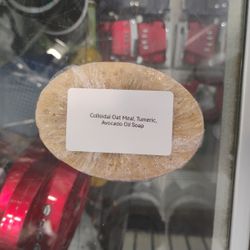 Colloidal Oat Meal, Tumeric,
Avocado Oil Soap